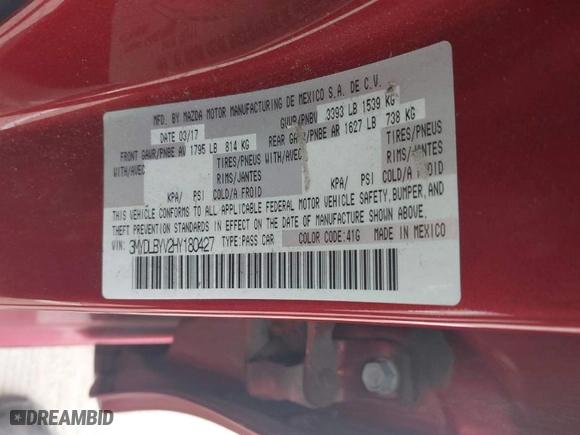 MFD. BY MAZDA MOTOR MANUFACTURING DE MEXICO S.A. DE C.V.
DATE 03/17 GVWR/PNBV 3393 LB 1539 KG
FRONT GAWR/PNBE AV 1795 LB 814 KG REAR GAWR/PNBE AR 1627 LB 738 KG
WITH/AVEC TIRES/PNEUS WITH/AVEC TIRES/PNEUS
RIMS/JANTES RIMS/JANTES
KPA/ PSI COLD/A FROID KPA/ PSI COLD/A FROID
THIS VEHICLE CONFORMS TO ALL APPLICABLE FEDERAL MOTOR VEHICLE SAFETY, BUMPER, AND
THEFT PREVENTION STANDARDS IN EFFECT ON THE DATE OF MANUFACTURE SHOWN ABOVE.
VIN: 3MYDLBYV2HY180427 TYPE:PASS CAR COLOR CODE:41G MADE IN MEXICO
DREAMBID